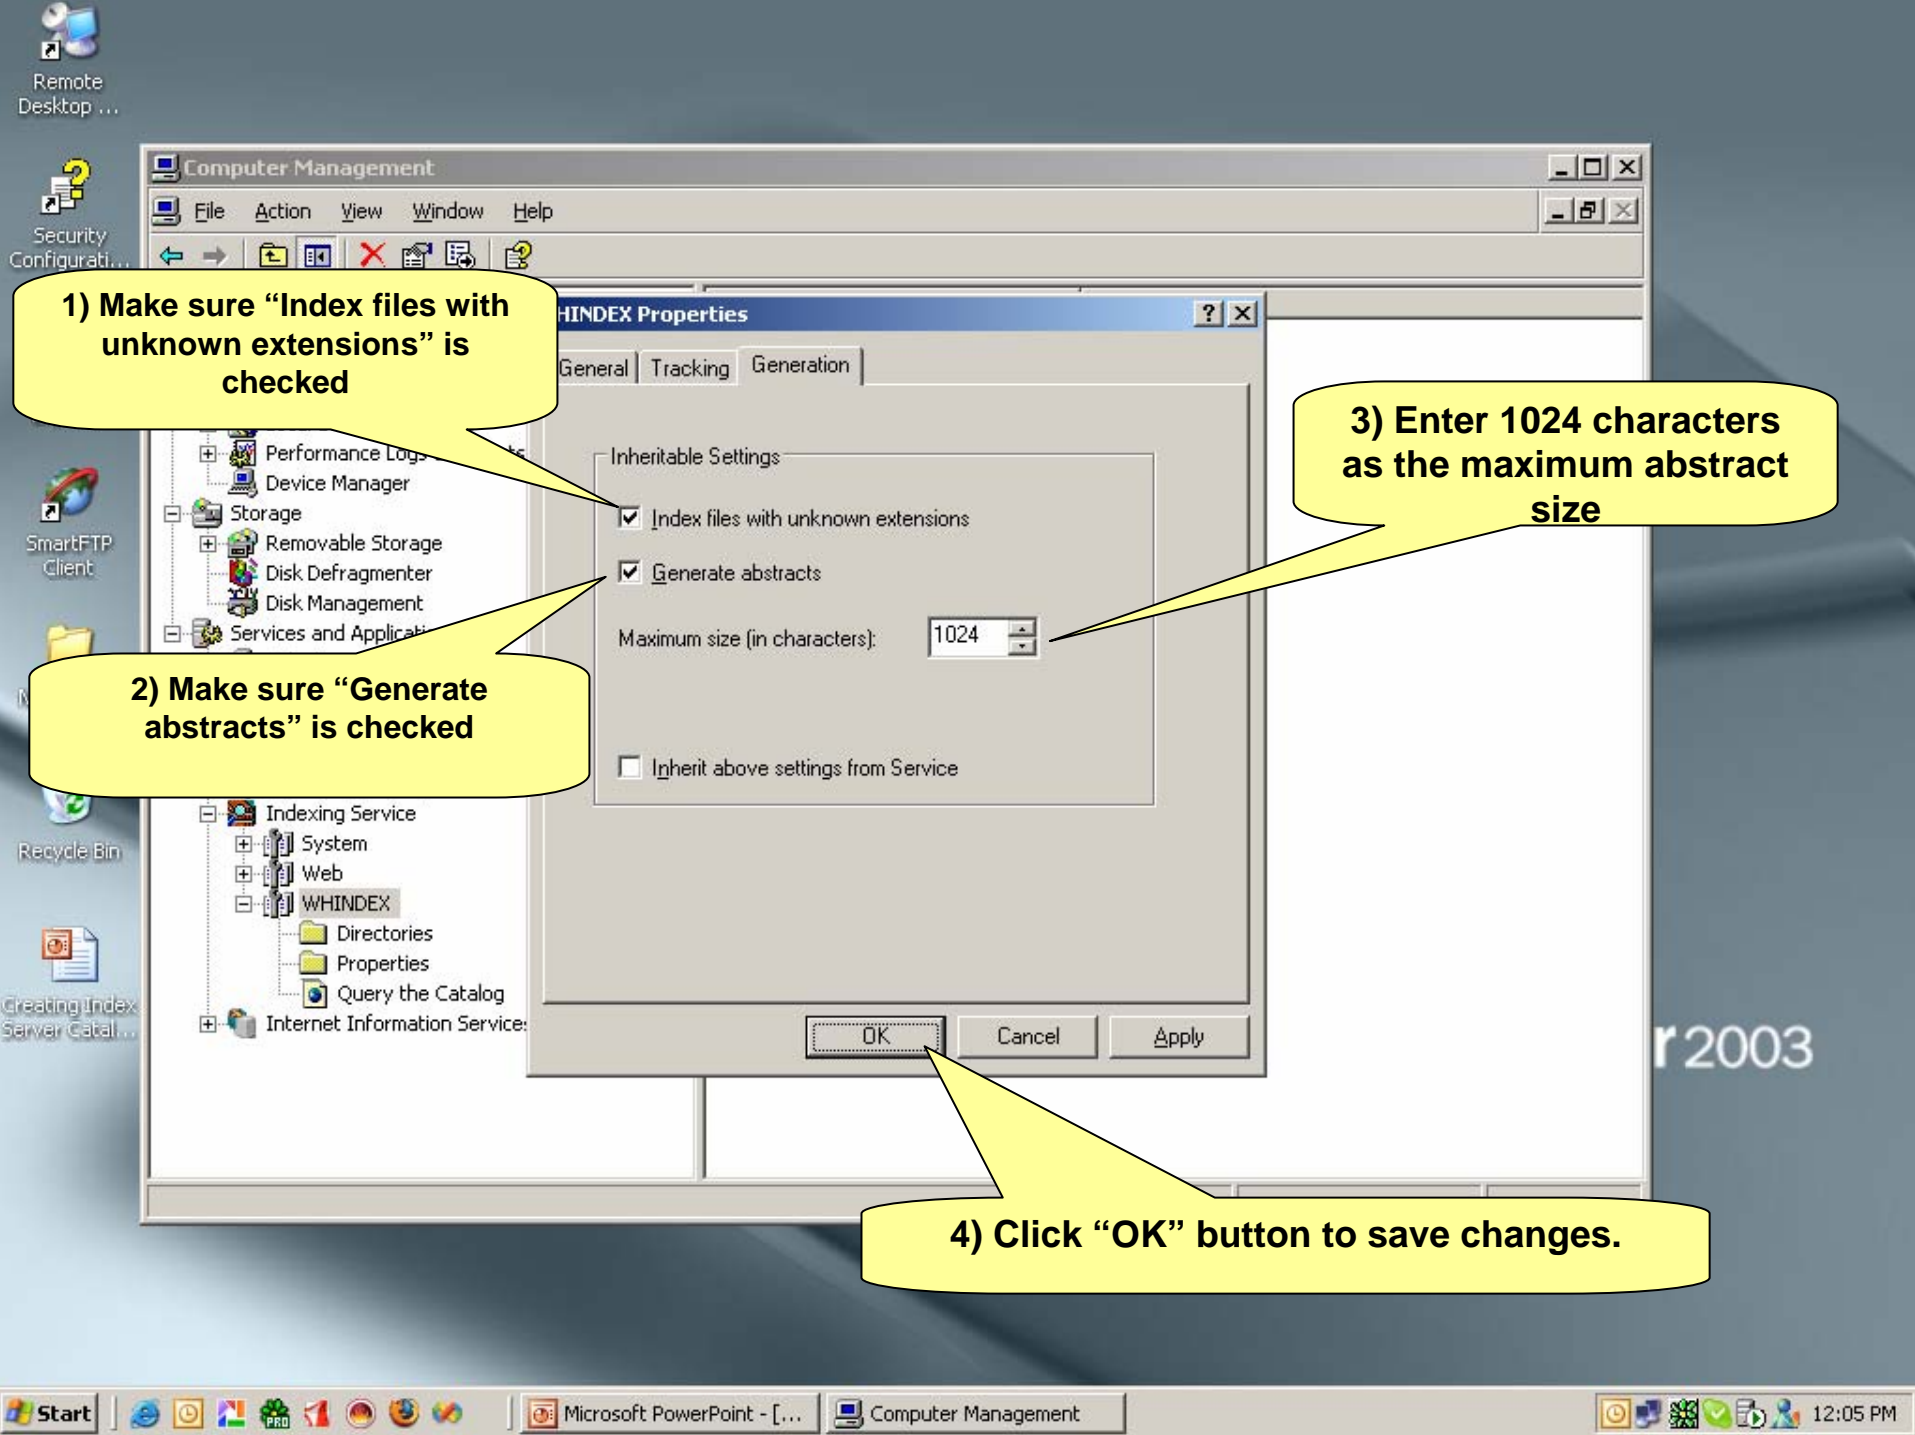 Remote
Desktop ...
Security
Configurati...
SmartFTP
Client
Recycle Bin
Creating Index
Server Catal...
Computer Management
File Action View Window Help
1) Make sure “Index files with
unknown extensions” is
checked
HINDEX Properties
General Tracking Generation
Inheritable Settings
Index files with unknown extensions
Generate abstracts
Maximum size (in characters): 1024
Inherit above settings from Service
OK Cancel Apply
3) Enter 1024 characters
as the maximum abstract
size
Performance Logs
Device Manager
Storage
Removable Storage
Disk Defragmenter
Disk Management
Services and Applicati
2) Make sure “Generate
abstracts” is checked
Indexing Service
System
Web
WHINDEX
Directories
Properties
Query the Catalog
Internet Information Service
4) Click “OK” button to save changes.
r 2003
Start
Microsoft PowerPoint - [...
Computer Management
12:05 PM